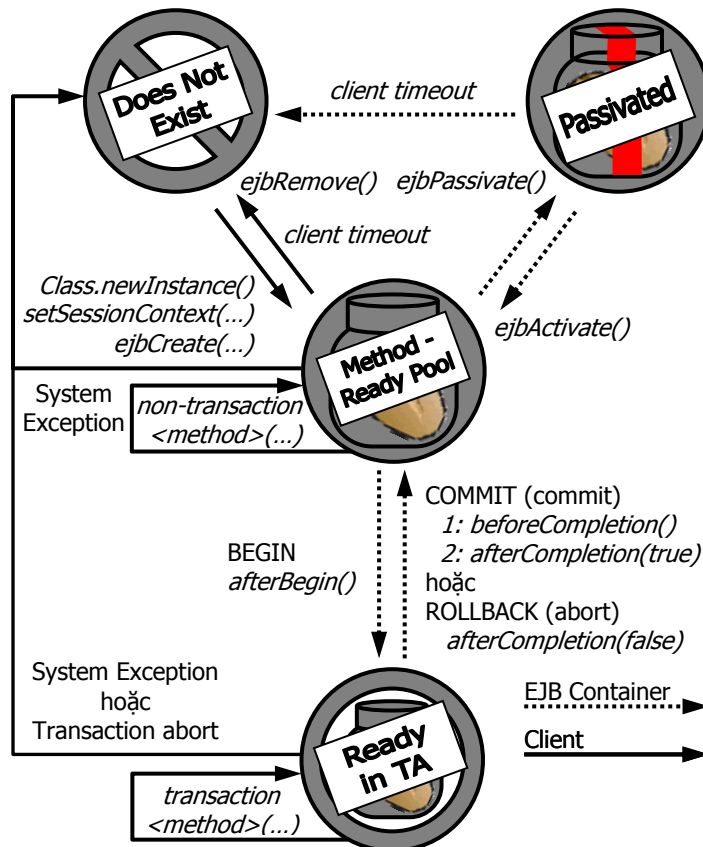 Does Not
Exist
client timeout
Passivated
ejbRemove()
ejbPassivate()
client timeout
Class.newInstance()
setSessionContext(...)
ejbCreate(...)
ejbActivate()
Method -
Ready Pool
System
Exception
non-transaction
<method>(...)
BEGIN
afterBegin()
COMMIT (commit)
1: beforeCompletion()
2: afterCompletion(true)
hoặc
ROLLBACK (abort)
afterCompletion(false)
System Exception
hoặc
Transaction abort
EJB Container
Client
Ready
in TA
transaction
<method>(...)